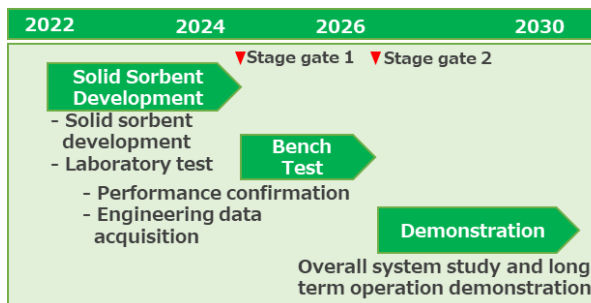 2022 2024 2026 2030
▼Stage gate 1 ▼Stage gate 2
Solid Sorbent
Development
- Solid sorbent
development
- Laboratory test
Bench
Test
- Performance confirmation
- Engineering data
acquisition
Demonstration
Overall system study and long
term operation demonstration